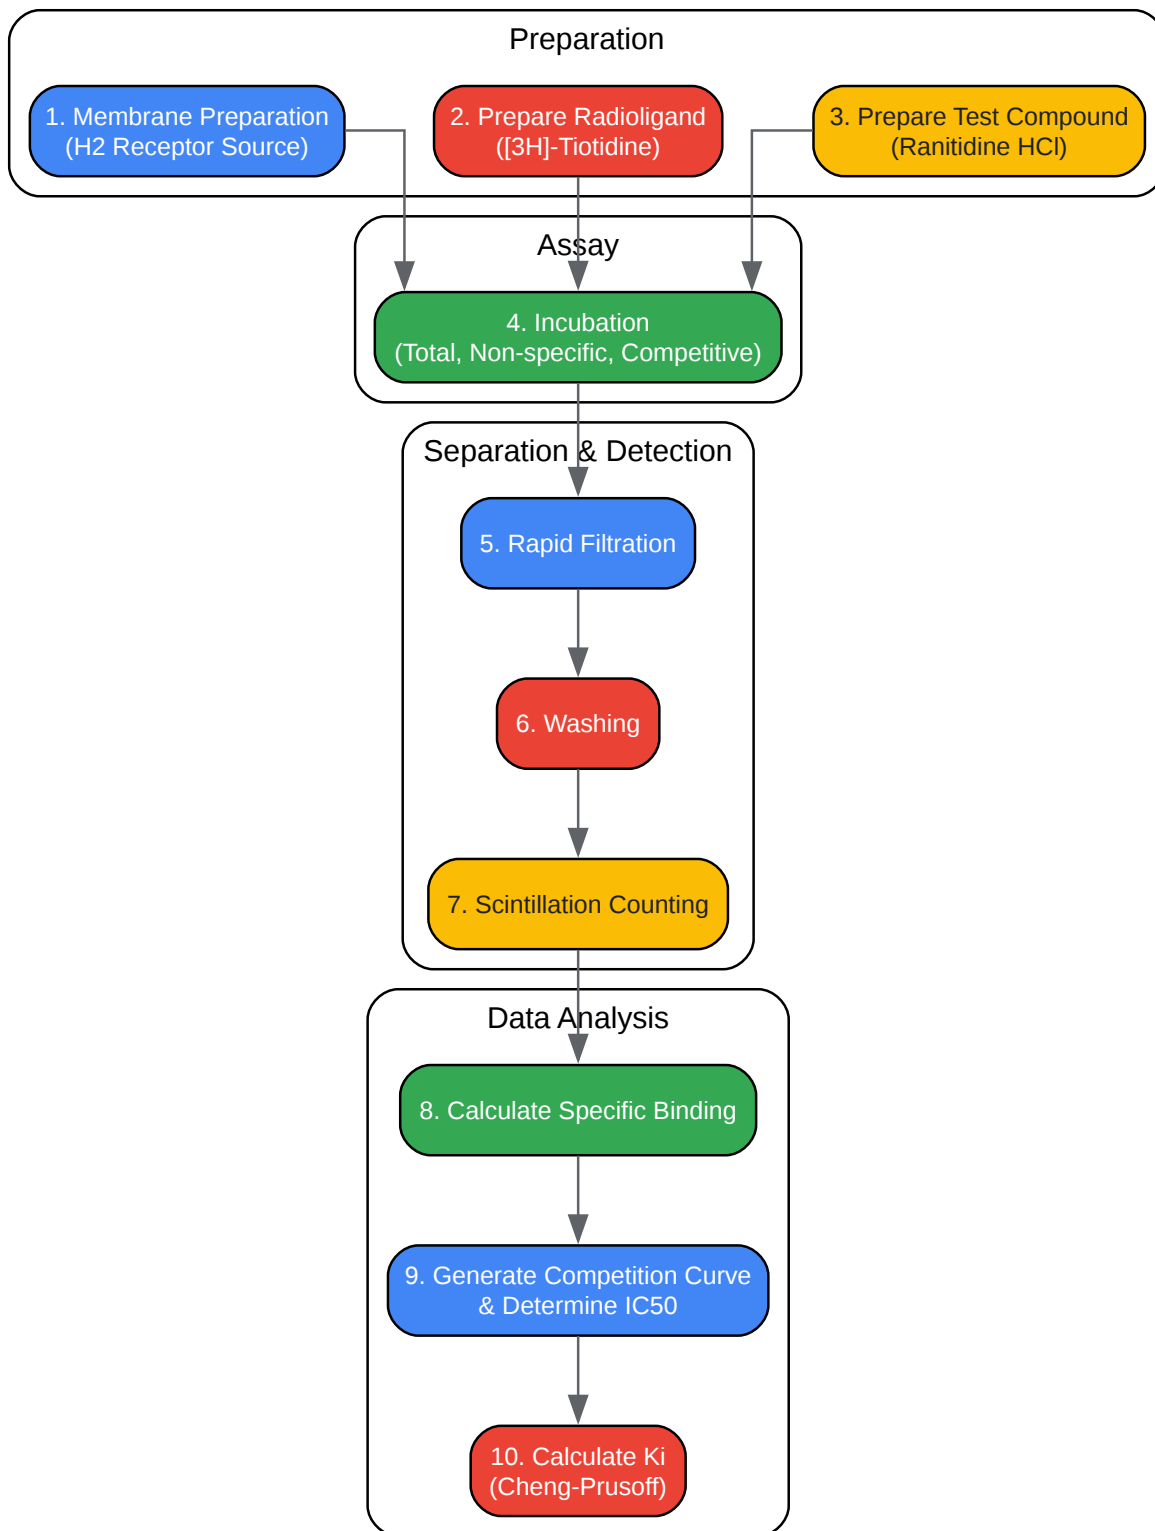 Preparation
1. Membrane Preparation
(H2 Receptor Source)
2. Prepare Radioligand
([3H]-Tiotidine)
3. Prepare Test Compound
(Ranitidine HCl)
Assay
4. Incubation
(Total, Non-specific, Competitive)
Separation & Detection
5. Rapid Filtration
6. Washing
7. Scintillation Counting
Data Analysis
8. Calculate Specific Binding
9. Generate Competition Curve
& Determine IC50
10. Calculate Ki
(Cheng-Prusoff)